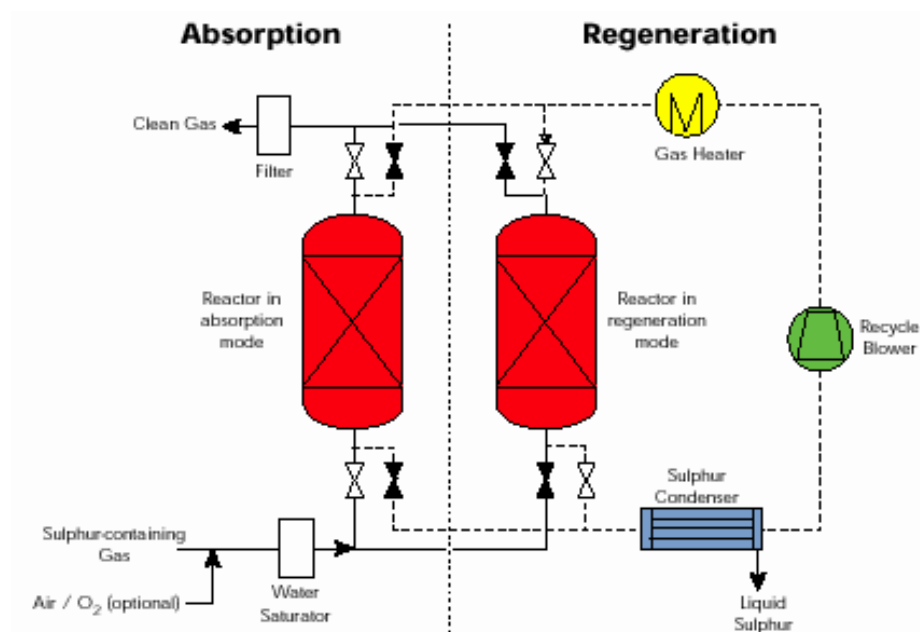 Absorption
Regeneration
Clean Gas
Filter
Gas Heater
Reactor in
absorption
mode
Reactor in
regeneration
mode
Recycle
Blower
Sulphur
Condenser
Sulphur-containing
Gas
Air / O₂ (optional)
Water
Saturator
Liquid
Sulphur